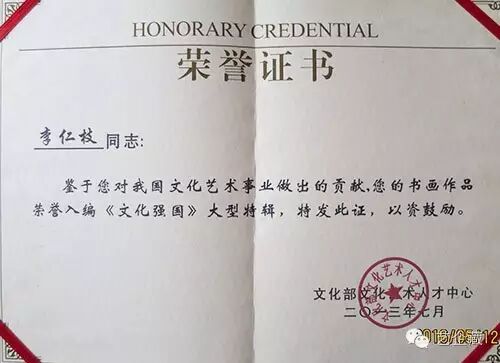 HONORARY CREDENTIAL
荣誉证书
李仁枝同志:
鉴于您对我国文化艺术事业做出的贡献,您的书画作品
荣誉入编《文化强国》大型特辑，特发此证，以资鼓励。
文化部文化艺术人才中心
二〇一三年七月